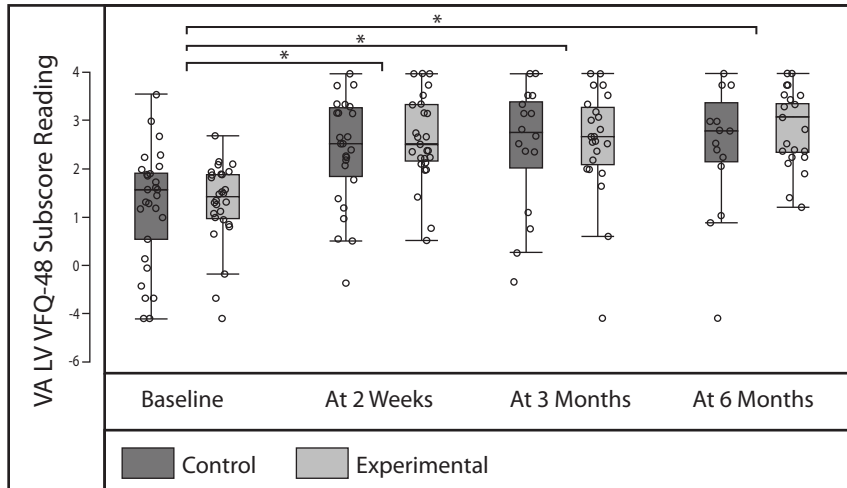 *
*
*
VA LV VFQ-48 Subscore Reading
4
3
2
1
0
-4
-6
Baseline
At 2 Weeks
At 3 Months
At 6 Months
Control
Experimental